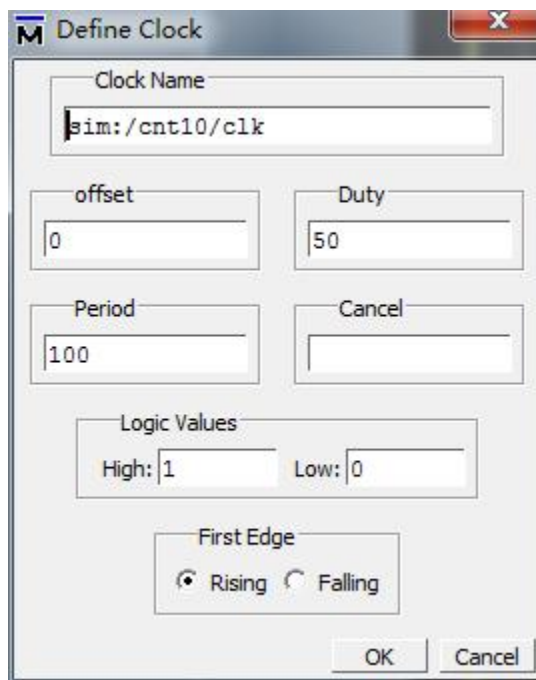 M Define Clock
Clock Name
sim:/cnt10/clk
offset Duty
0 50
Period Cancel
100
Logic Values
High: 1 Low: 0
First Edge
Rising Falling
OK Cancel